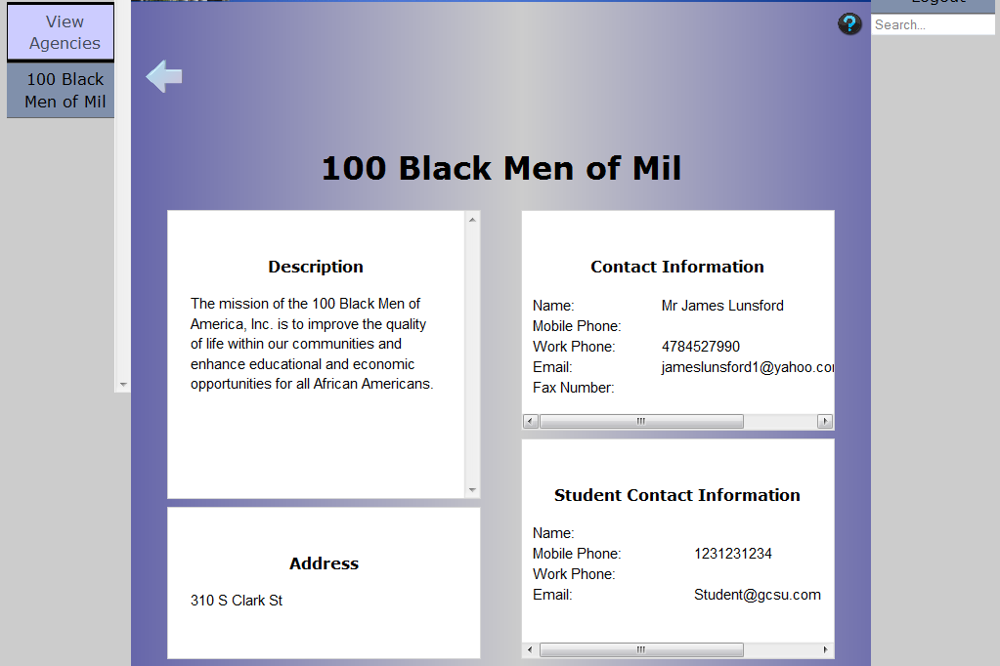 View
Agencies
100 Black
Men of Mil
Logout
Search...
100 Black Men of Mil
Description
The mission of the 100 Black Men of
America, Inc. is to improve the quality
of life within our communities and
enhance educational and economic
opportunities for all African Americans.
Address
310 S Clark St
Contact Information
Name: Mr James Lunsford
Mobile Phone:
Work Phone: 4784527990
Email: jameslunsford1@yahoo.com
Fax Number:
Student Contact Information
Name:
Mobile Phone: 1231231234
Work Phone:
Email: Student@gcsu.com